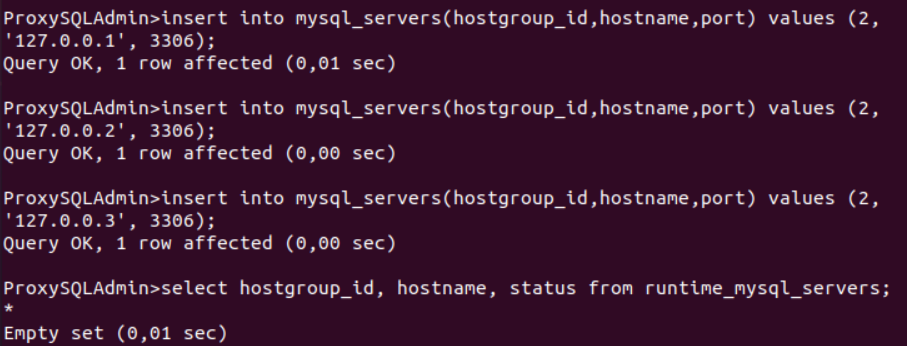 ProxySQLAdmin>insert into mysql_servers(hostgroup_id,hostname,port) values (2,
'127.0.0.1', 3306);
Query OK, 1 row affected (0,01 sec)
ProxySQLAdmin>insert into mysql_servers(hostgroup_id,hostname,port) values (2,
'127.0.0.2', 3306);
Query OK, 1 row affected (0,00 sec)
ProxySQLAdmin>insert into mysql_servers(hostgroup_id,hostname,port) values (2,
'127.0.0.3', 3306);
Query OK, 1 row affected (0,00 sec)
ProxySQLAdmin>select hostgroup_id, hostname, status from runtime_mysql_servers;
*
Empty set (0,01 sec)